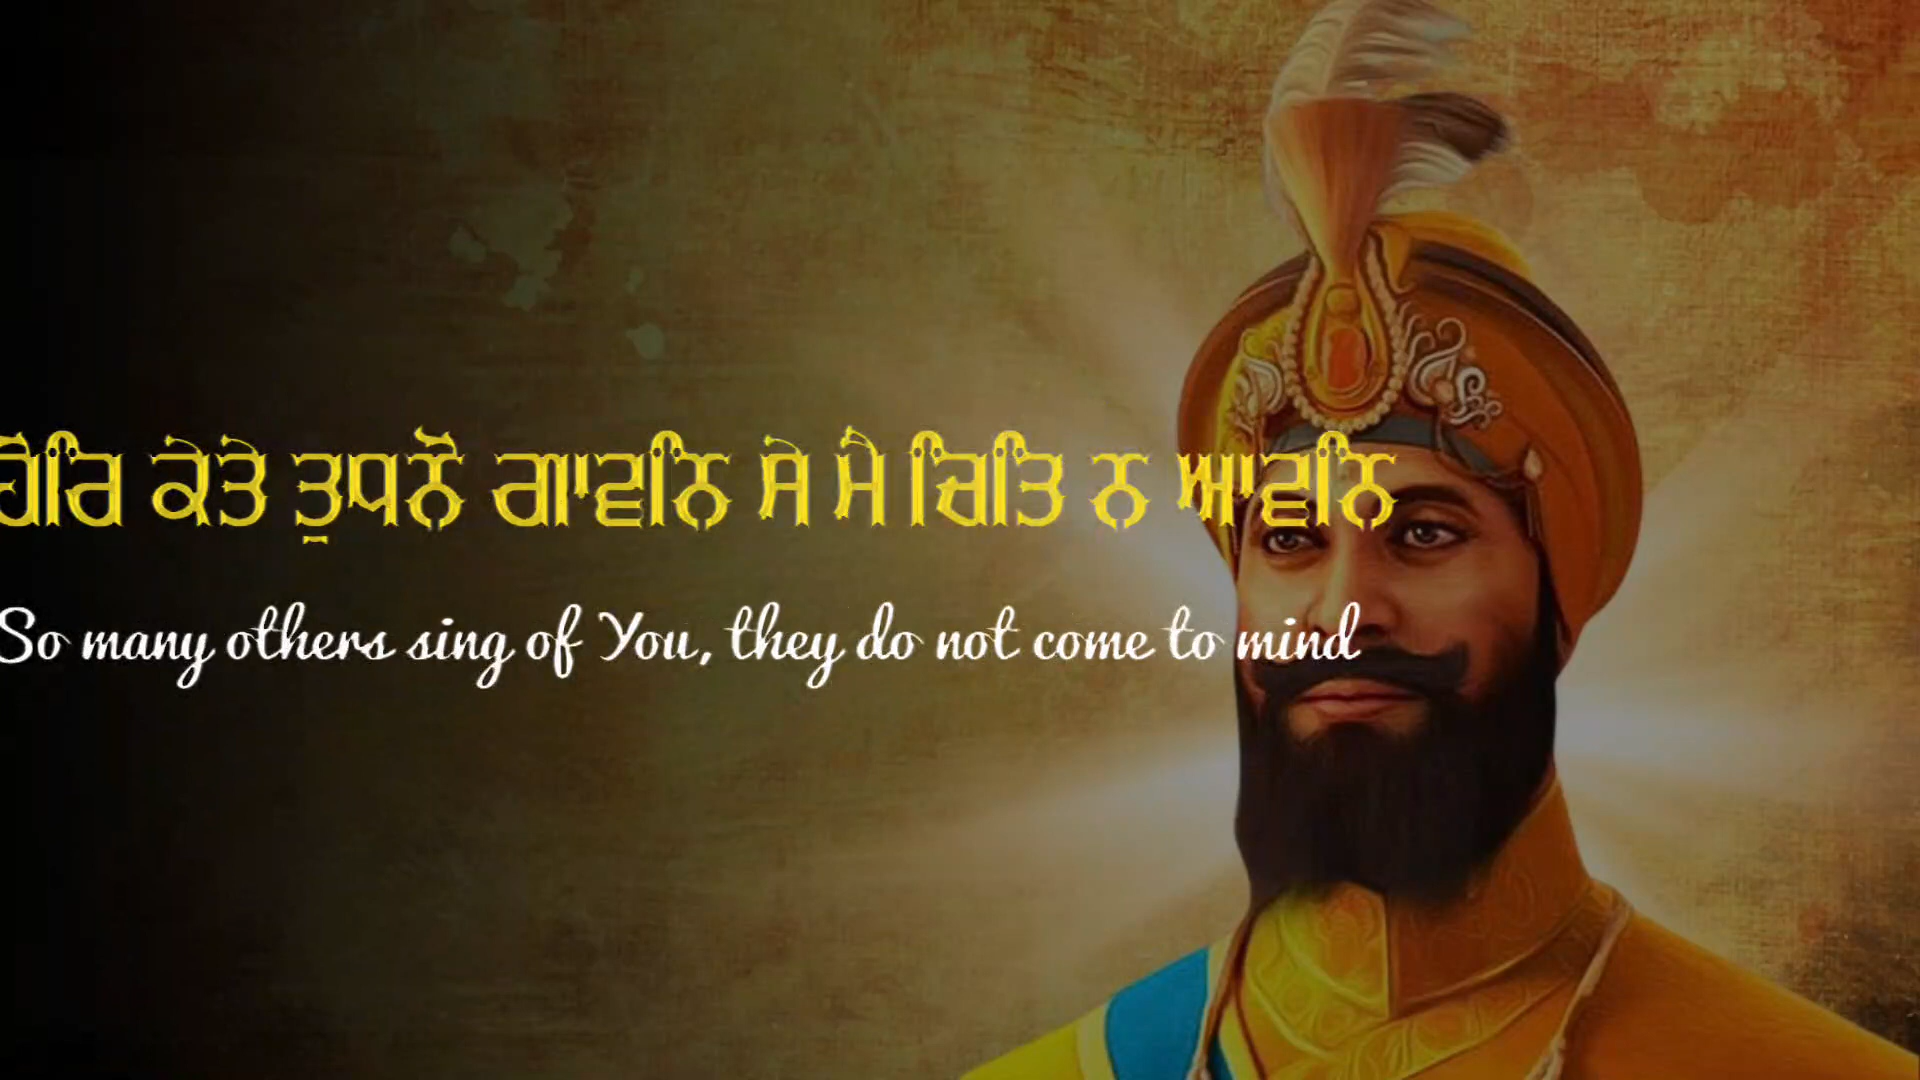 ਹੋਰਿ ਕੇਤੇ ਤੁਧਨੋ ਗਾਵਨਿ ਸੇ ਮੈ ਚਿਤਿ ਨ ਆਵਨਿ
So many others sing of You, they do not come to mind